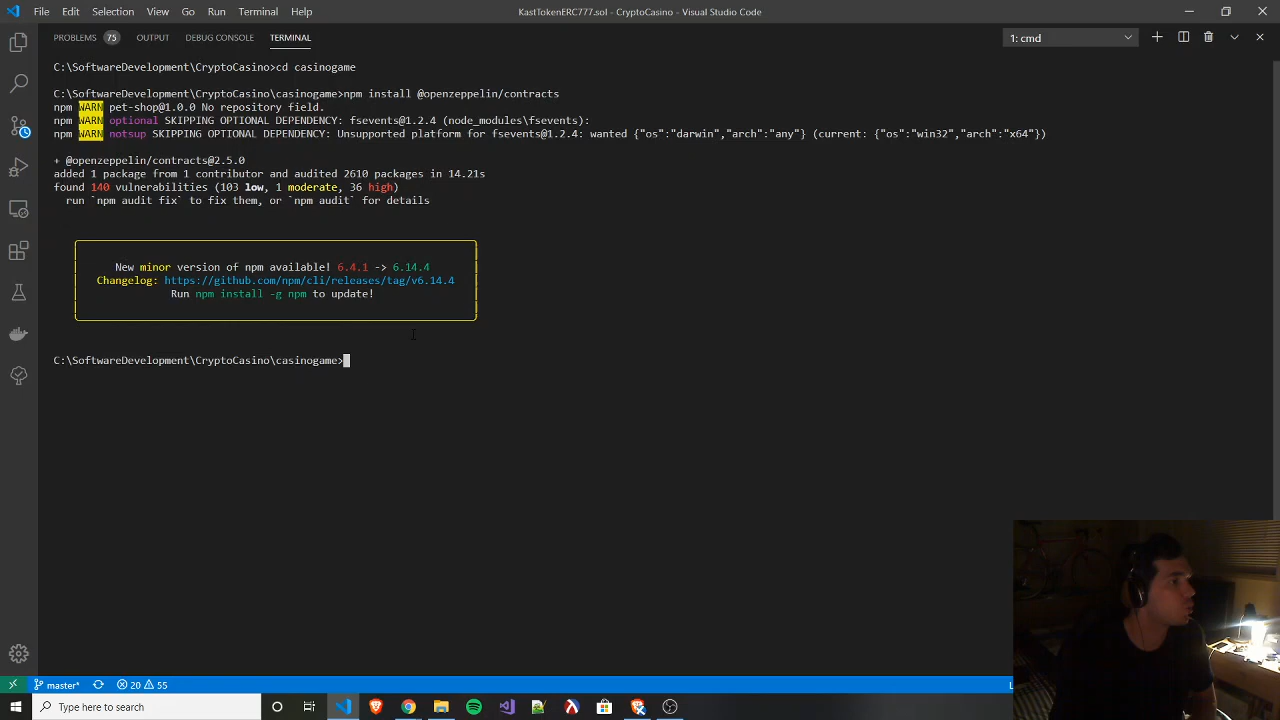 File Edit Selection View Go Run Terminal Help
KastTokenERC777.sol - CryptoCasino - Visual Studio Code
PROBLEMS 75 OUTPUT DEBUG CONSOLE TERMINAL
1: cmd
C:\SoftwareDevelopment\CryptoCasino>cd casinogame
C:\SoftwareDevelopment\CryptoCasino\casinogame>npm install @openzeppelin/contracts
npm WARN pet-shop@1.0.0 No repository field.
npm WARN optional SKIPPING OPTIONAL DEPENDENCY: fsevents@1.2.4 (node_modules\fsevents):
npm WARN notsup SKIPPING OPTIONAL DEPENDENCY: Unsupported platform for fsevents@1.2.4: wanted {"os":"darwin","arch":"any"} (current: {"os":"win32","arch":"x64"})
+ @openzeppelin/contracts@2.5.0
added 1 package from 1 contributor and audited 2610 packages in 14.21s
found 140 vulnerabilities (103 low, 1 moderate, 36 high)
run `npm audit fix` to fix them, or `npm audit` for details
New minor version of npm available! 6.4.1 -> 6.14.4
Changelog: https://github.com/npm/cli/releases/tag/v6.14.4
Run npm install -g npm to update!
C:\SoftwareDevelopment\CryptoCasino\casinogame>
master* 20 55
Type here to search